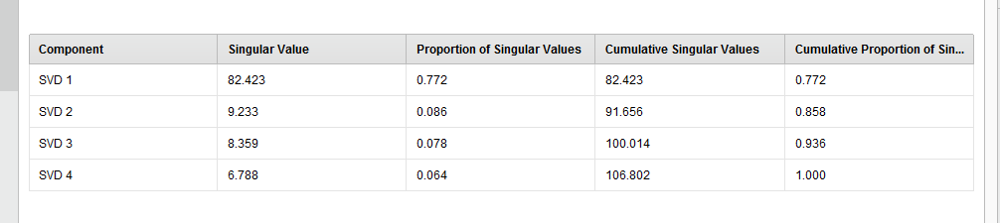 Component Singular Value Proportion of Singular Values Cumulative Singular Values Cumulative Proportion of Sin...
SVD 1 82.423 0.772 82.423 0.772
SVD 2 9.233 0.086 91.656 0.858
SVD 3 8.359 0.078 100.014 0.936
SVD 4 6.788 0.064 106.802 1.000